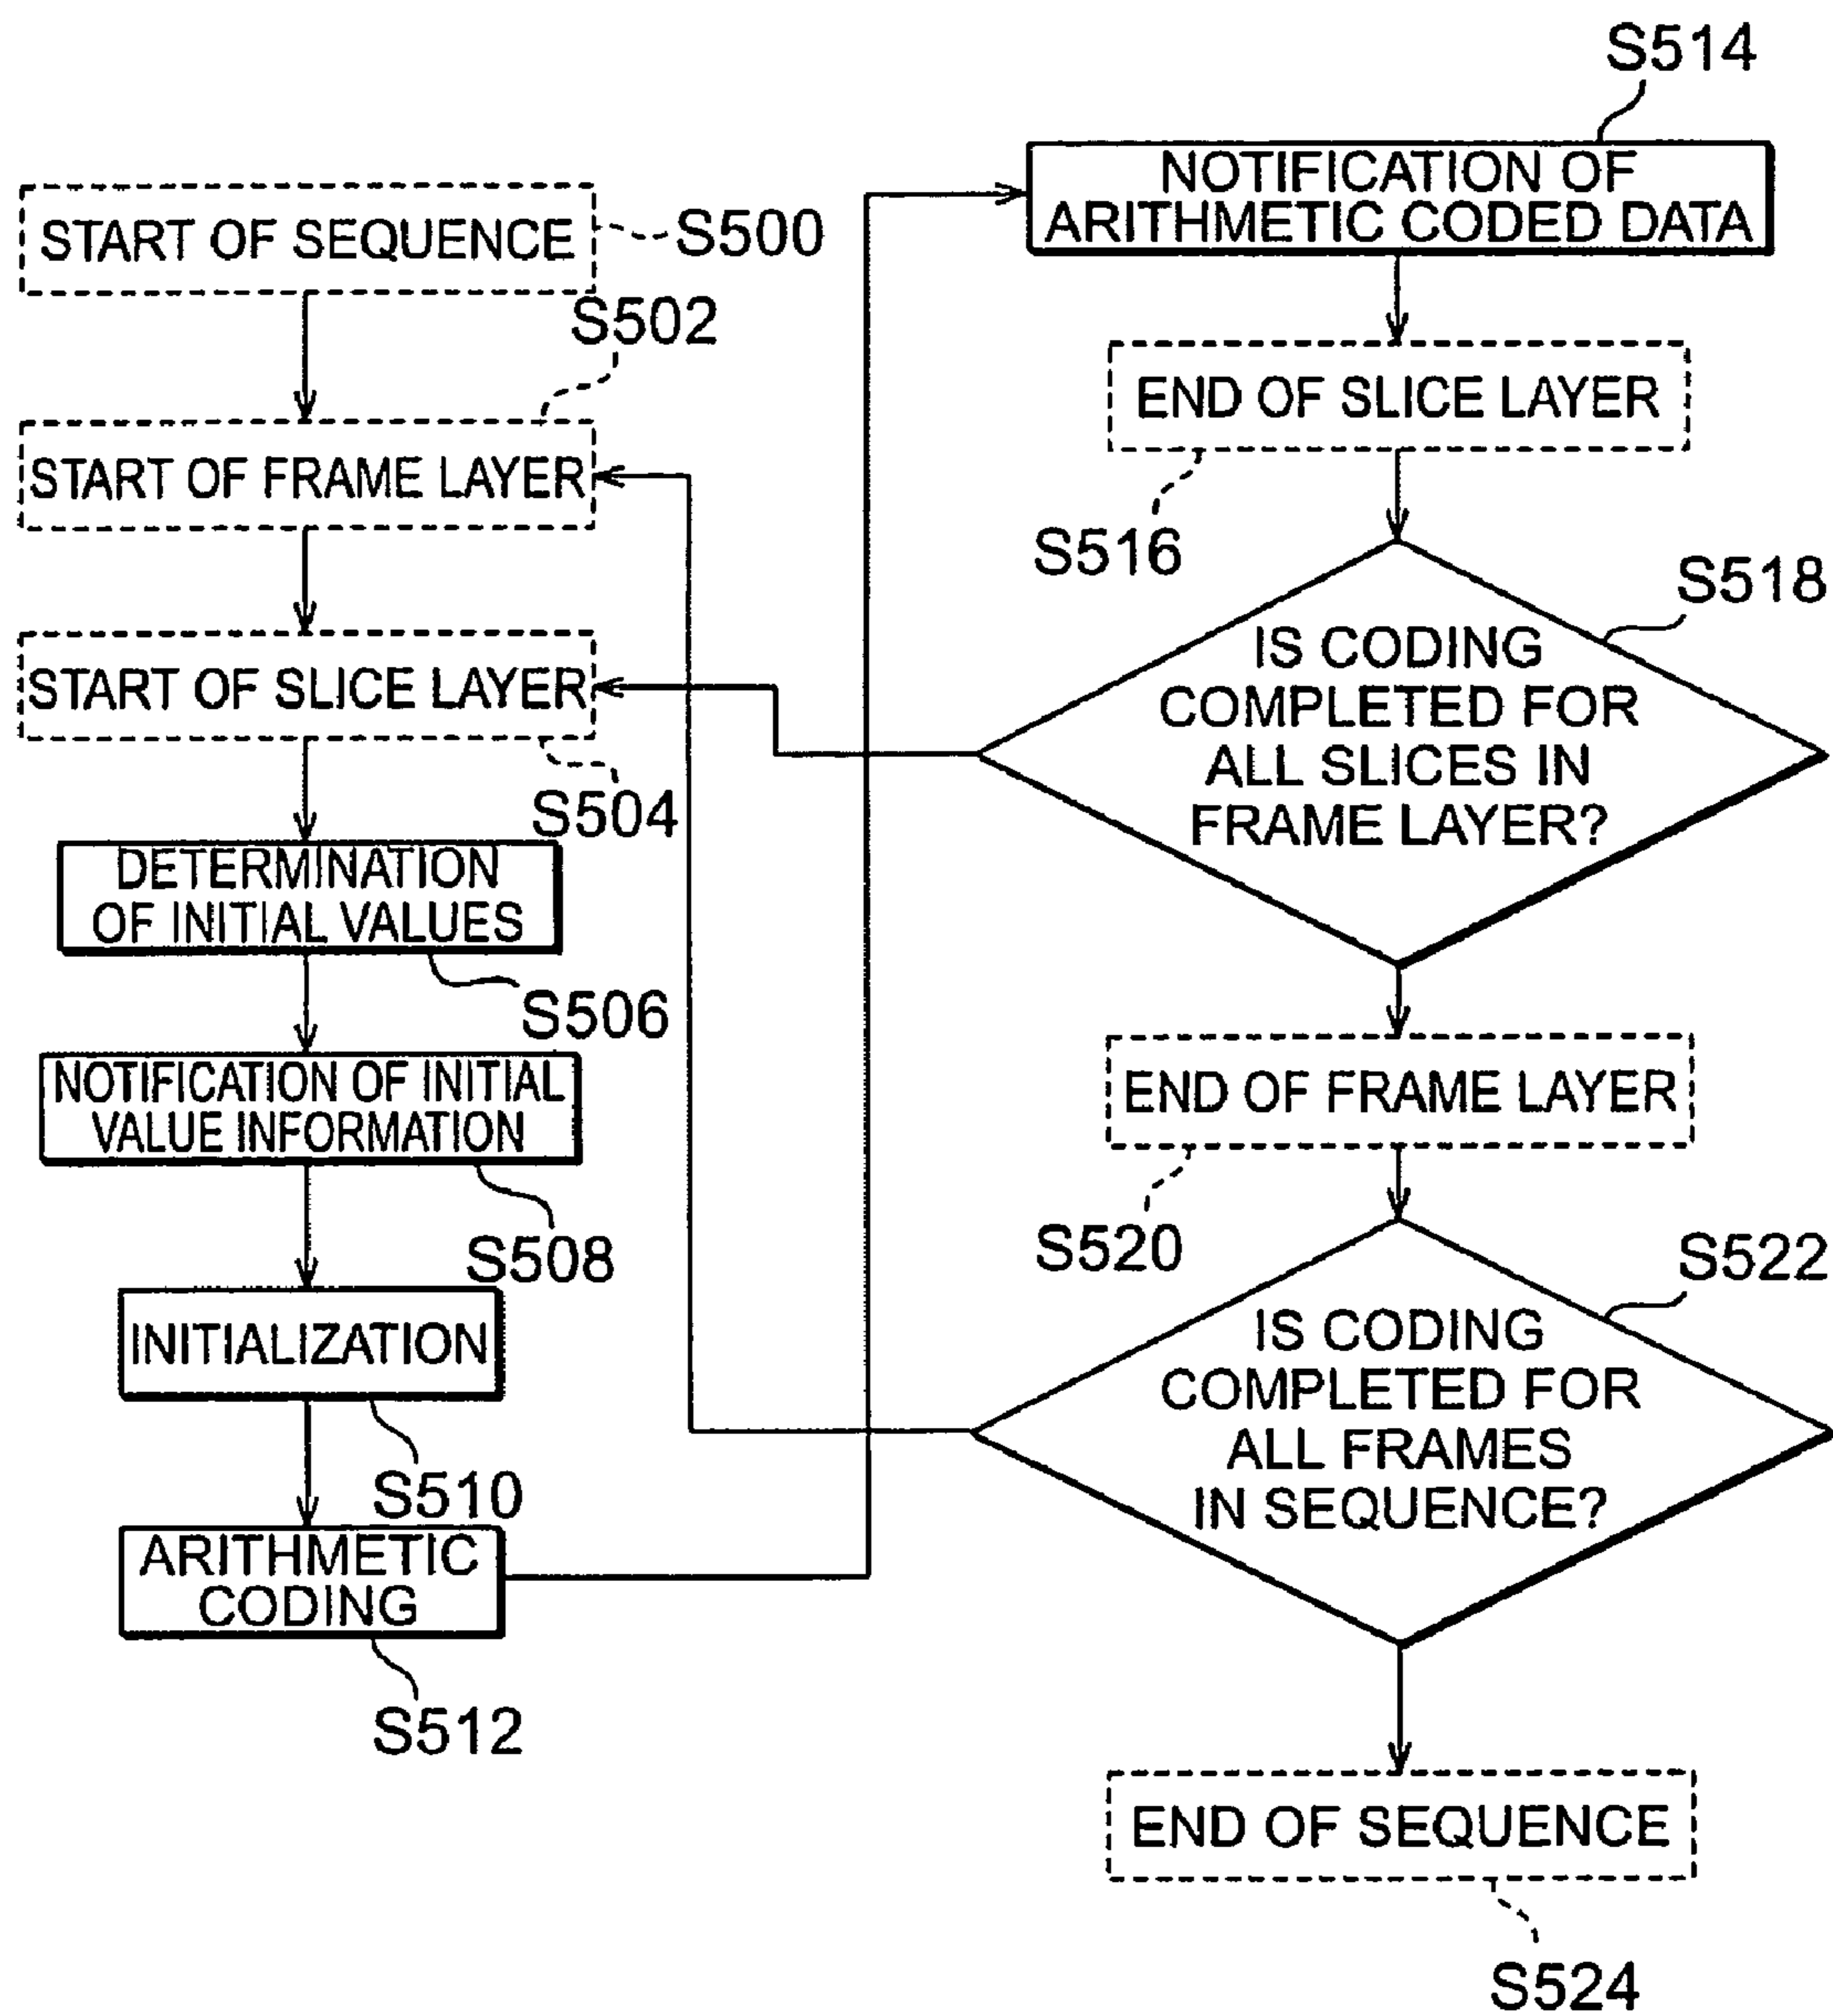 START OF SEQUENCE
S500
S502
START OF FRAME LAYER
START OF SLICE LAYER
S504
DETERMINATION
OF INITIAL VALUES
S506
NOTIFICATION OF INITIAL
VALUE INFORMATION
S508
INITIALIZATION
S510
ARITHMETIC
CODING
S512
S514
NOTIFICATION OF
ARITHMETIC CODED DATA
END OF SLICE LAYER
S516
S518
IS CODING
COMPLETED FOR
ALL SLICES IN
FRAME LAYER?
END OF FRAME LAYER
S520
S522
IS CODING
COMPLETED FOR
ALL FRAMES
IN SEQUENCE?
END OF SEQUENCE
S524